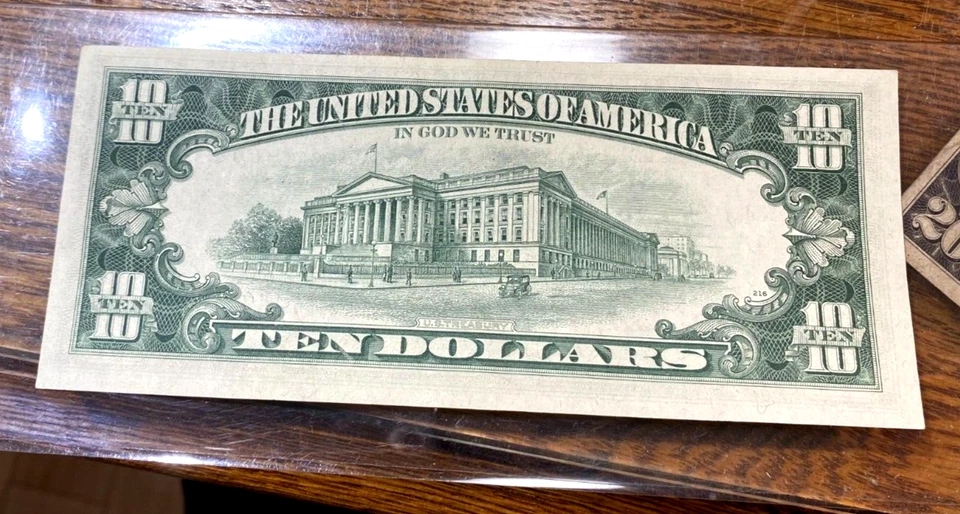 10 TEN 10
THE UNITED STATES OF AMERICA
10 TEN 10
IN GOD WE TRUST
20
216
10 TEN 10
U.S. TREASURY
10 TEN 10
TEN DOLLARS